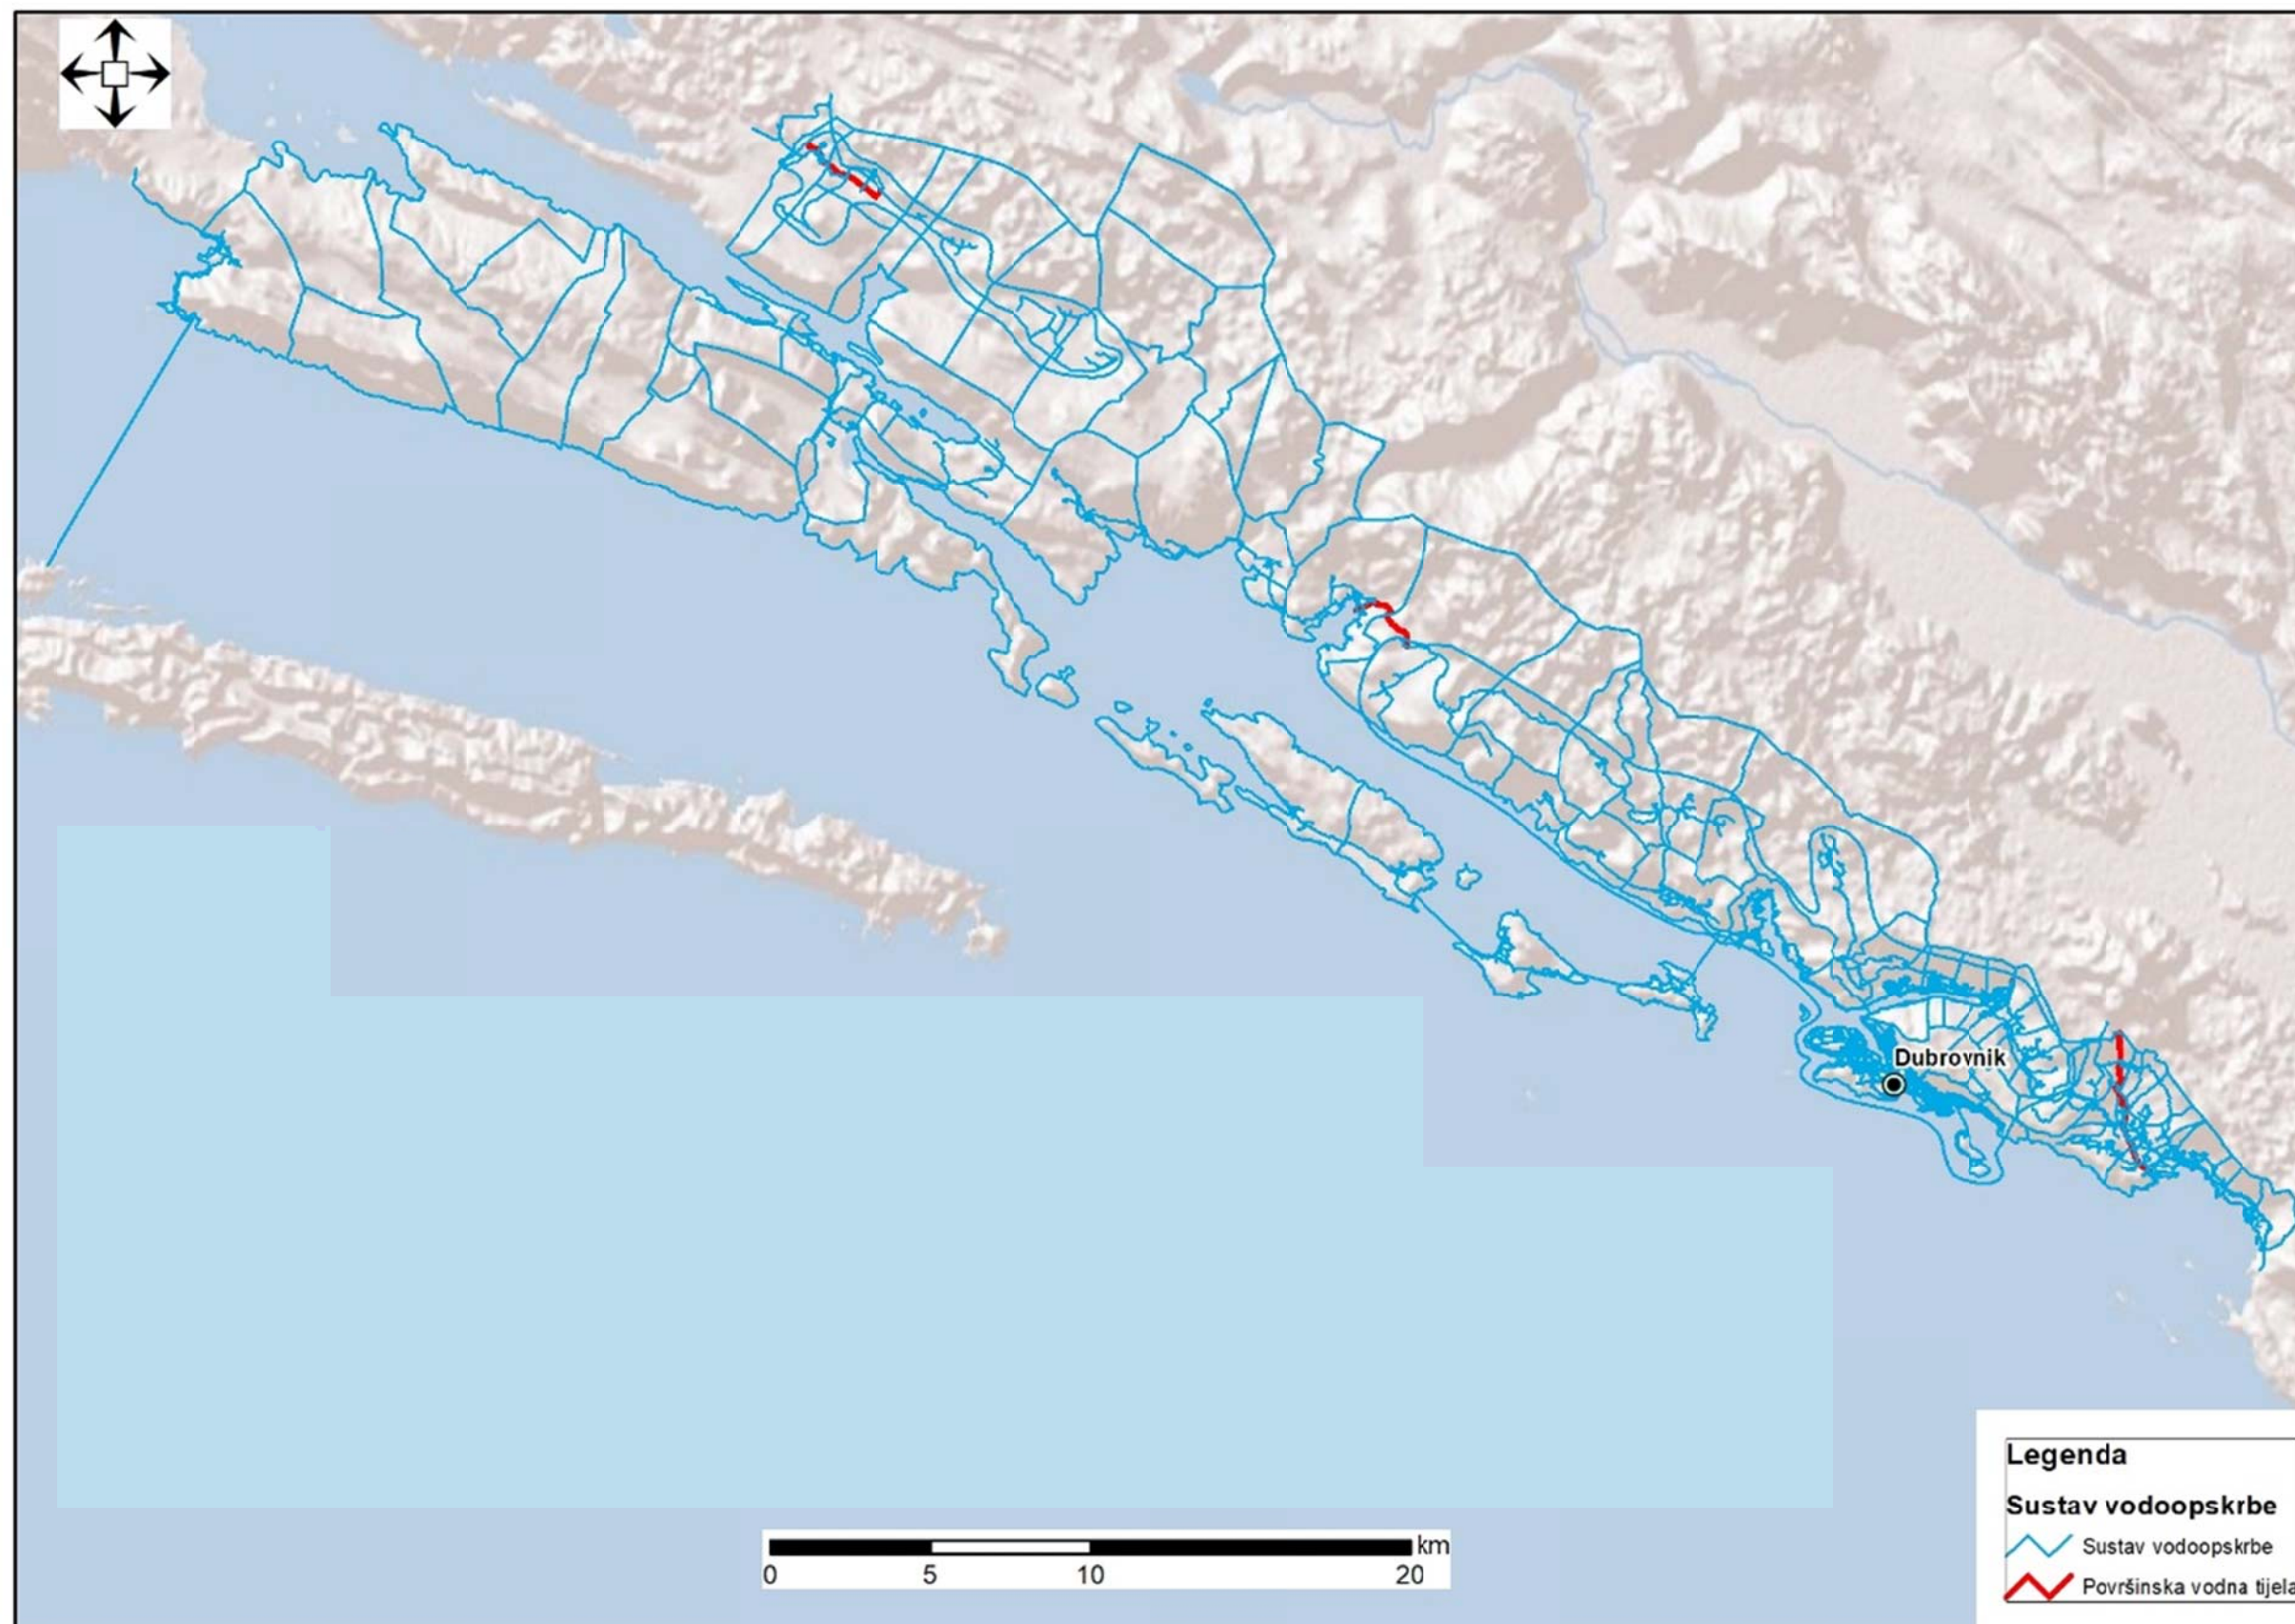 Dubrovnik
km
0 5 10 20
Legenda
Sustav vodoopskrbe
Sustav vodoopskrbe
Površinska vodna tijela